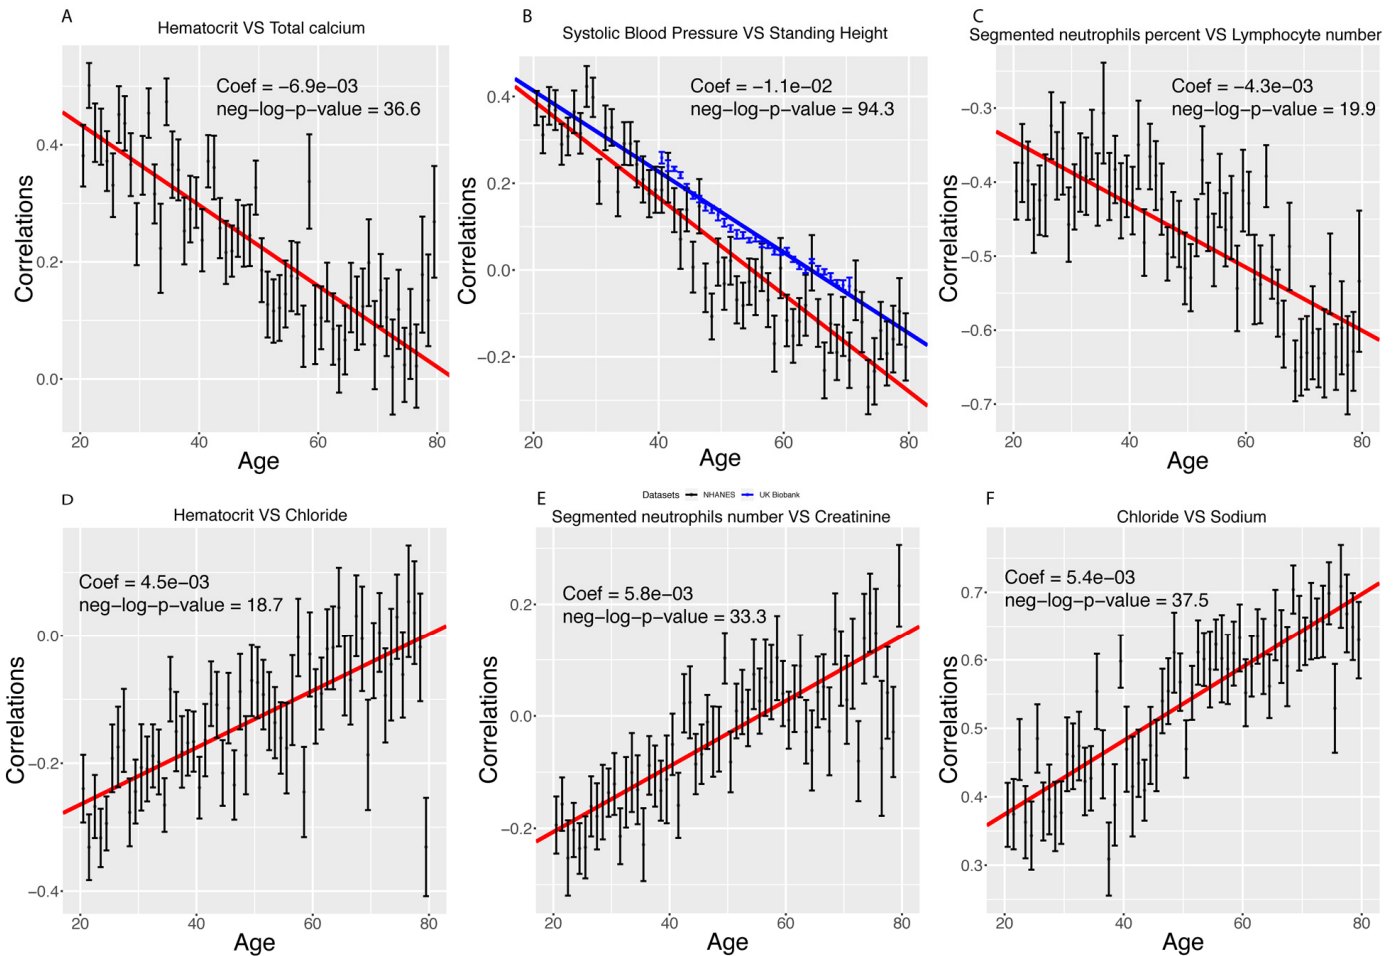 A
Hematocrit VS Total calcium
Coef = −6.9e−03
neg−log−p−value = 36.6
Correlations
0.4
0.2
0.0
20
40
60
80
Age
B
Systolic Blood Pressure VS Standing Height
Coef = −1.1e−02
neg−log−p−value = 94.3
Correlations
0.4
0.2
0.0
−0.2
20
40
60
80
Age
C
Segmented neutrophils percent VS Lymphocyte number
Coef = −4.3e−03
neg−log−p−value = 19.9
Correlations
−0.3
−0.4
−0.5
−0.6
−0.7
20
40
60
80
Age
Datasets NHANES UK Biobank
D
Hematocrit VS Chloride
Coef = 4.5e−03
neg−log−p−value = 18.7
Correlations
0.0
−0.2
−0.4
20
40
60
80
Age
E
Segmented neutrophils number VS Creatinine
Coef = 5.8e−03
neg−log−p−value = 33.3
Correlations
0.2
0.0
−0.2
20
40
60
80
Age
F
Chloride VS Sodium
Coef = 5.4e−03
neg−log−p−value = 37.5
Correlations
0.7
0.6
0.5
0.4
0.3
20
40
60
80
Age